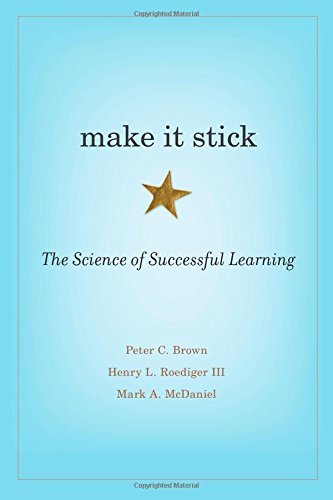 Copyrighted Material
make it stick
The Science of Successful Learning
Peter C. Brown
Henry L. Roediger III
Mark A. McDaniel
Copyrighted Material